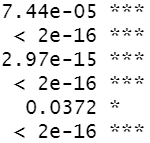 7.44e-05 ***
< 2e-16 ***
2.97e-15 ***
< 2e-16 ***
0.0372 *
< 2e-16 ***